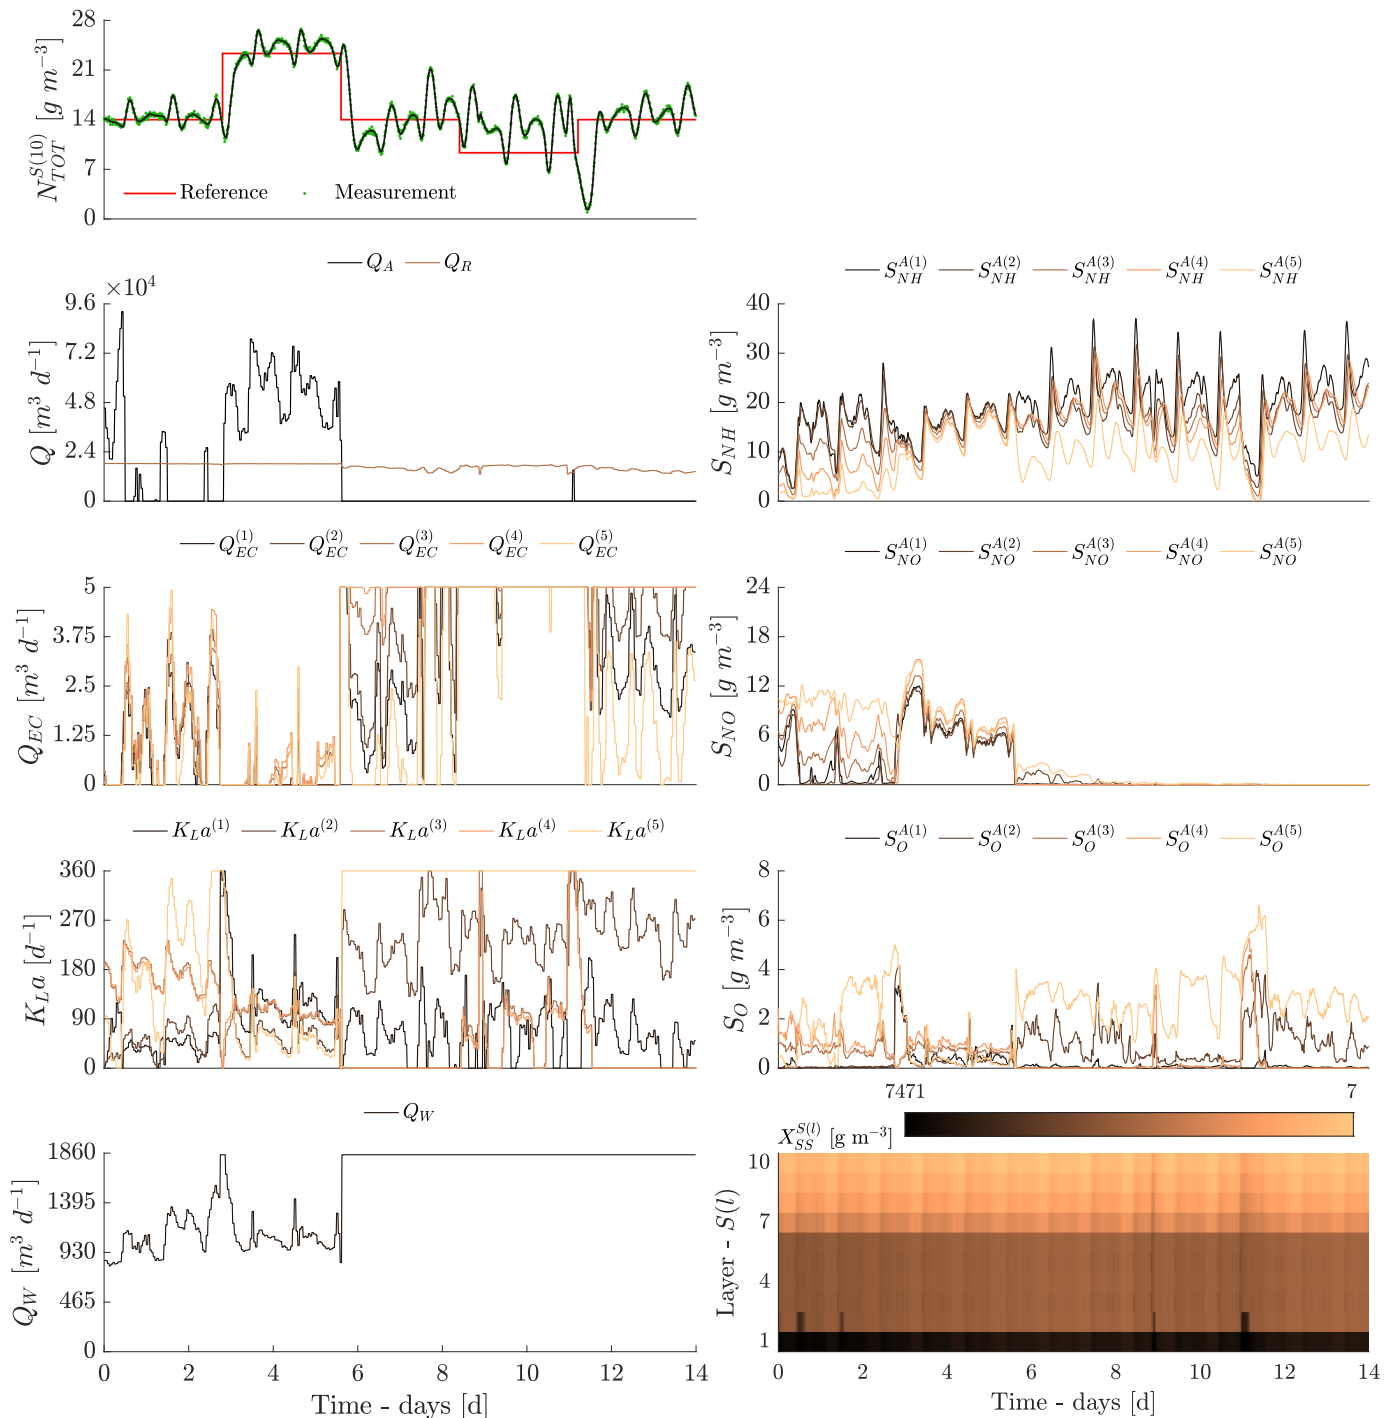 28
21
14
7
0
N_{TOT}^{S(10)} [g m^{-3}]
Reference
Measurement
Q_A Q_R
×10^4
9.6
7.2
4.8
2.4
0
Q [m^3 d^{-1}]
S_{NH}^{A(1)} S_{NH}^{A(2)} S_{NH}^{A(3)} S_{NH}^{A(4)} S_{NH}^{A(5)}
40
30
20
10
0
S_{NH} [g m^{-3}]
Q_{EC}^{(1)} Q_{EC}^{(2)} Q_{EC}^{(3)} Q_{EC}^{(4)} Q_{EC}^{(5)}
5
3.75
2.5
1.25
0
Q_{EC} [m^3 d^{-1}]
S_{NO}^{A(1)} S_{NO}^{A(2)} S_{NO}^{A(3)} S_{NO}^{A(4)} S_{NO}^{A(5)}
24
18
12
6
0
S_{NO} [g m^{-3}]
K_La^{(1)} K_La^{(2)} K_La^{(3)} K_La^{(4)} K_La^{(5)}
360
270
180
90
0
K_La [d^{-1}]
S_O^{A(1)} S_O^{A(2)} S_O^{A(3)} S_O^{A(4)} S_O^{A(5)}
8
6
4
2
0
S_O [g m^{-3}]
Q_W
1860
1395
930
465
0
Q_W [m^3 d^{-1}]
0 2 4 6 8 10 12 14
Time - days [d]
7471 7
X_{SS}^{S(l)} [g m^{-3}]
10
7
4
1
Layer - S(l)
0 2 4 6 8 10 12 14
Time - days [d]